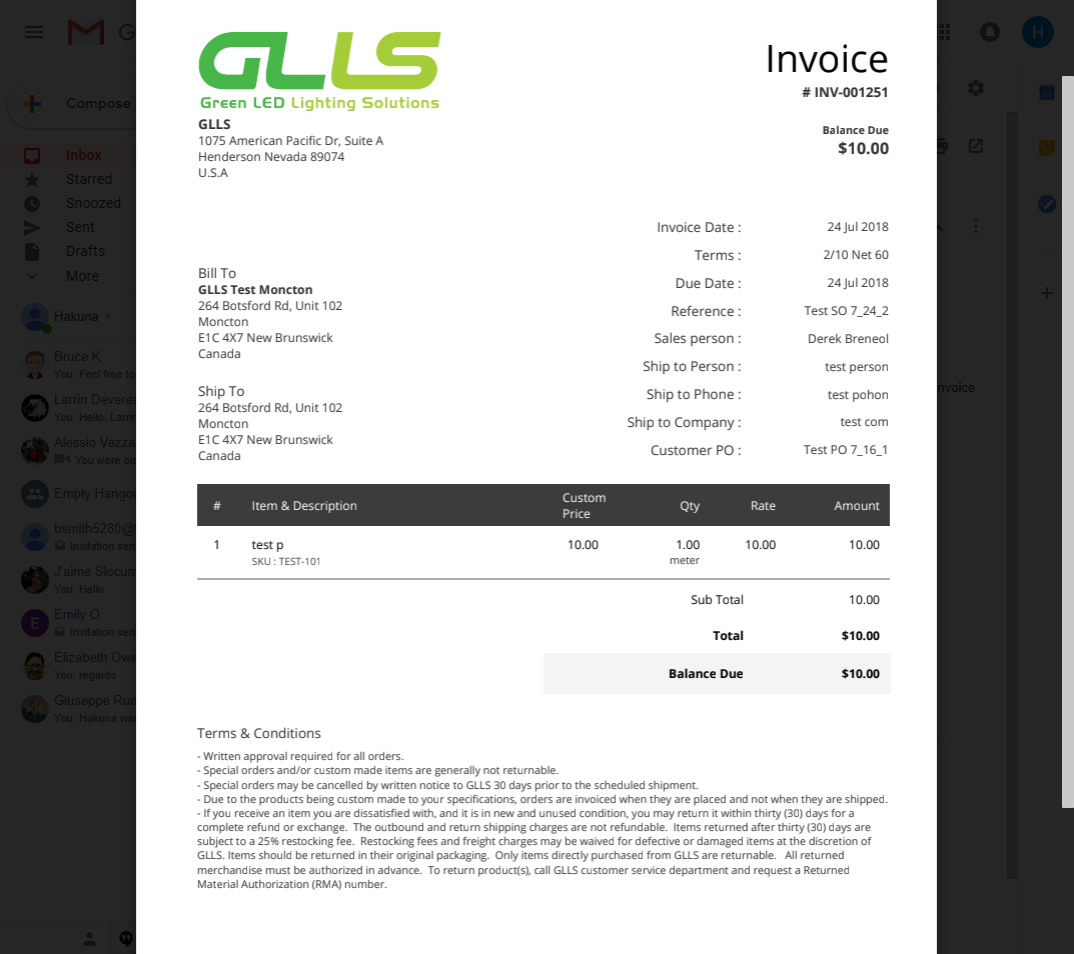 GLLS
Green LED Lighting Solutions
GLLS
1075 American Pacific Dr, Suite A
Henderson Nevada 89074
U.S.A
Invoice
# INV-001251
Balance Due
$10.00
Invoice Date : 24 Jul 2018
Terms : 2/10 Net 60
Due Date : 24 Jul 2018
Reference : Test SO 7_24_2
Sales person : Derek Breneol
Ship to Person : test person
Ship to Phone : test pohon
Ship to Company : test com
Customer PO : Test PO 7_16_1
Bill To
GLLS Test Moncton
264 Botsford Rd, Unit 102
Moncton
E1C 4X7 New Brunswick
Canada
Ship To
264 Botsford Rd, Unit 102
Moncton
E1C 4X7 New Brunswick
Canada
# Item & Description Custom Price Qty Rate Amount
1 test p 10.00 1.00 10.00 10.00
SKU : TEST-101 meter
Sub Total 10.00
Total $10.00
Balance Due $10.00
Terms & Conditions
- Written approval required for all orders.
- Special orders and/or custom made items are generally not returnable.
- Special orders may be cancelled by written notice to GLLS 30 days prior to the scheduled shipment.
- Due to the products being custom made to your specifications, orders are invoiced when they are placed and not when they are shipped.
- If you receive an item you are dissatisfied with, and it is in new and unused condition, you may return it within thirty (30) days for a
complete refund or exchange. The outbound and return shipping charges are not refundable. Items returned after thirty (30) days are
subject to a 25% restocking fee. Restocking fees and freight charges may be waived for defective or damaged items at the discretion of
GLLS. Items should be returned in their original packaging. Only items directly purchased from GLLS are returnable. All returned
merchandise must be authorized in advance. To return product(s), call GLLS customer service department and request a Returned
Material Authorization (RMA) number.
G
H
Compose
Inbox
Starred
Snoozed
Sent
Drafts
More
Hakuna
Bruce K
You: Feel free to
Larrin Devere
You: Hello, Larri
Alessio Vezza
You were on
Empty Hango
bsmith5280@
Invitation sen
J'aime Slocum
You: Hello
E
Emily O
Invitation sen
Elizabeth Owe
You: regards
Giuseppe Ruo
You: Hakuna wa
nvoice